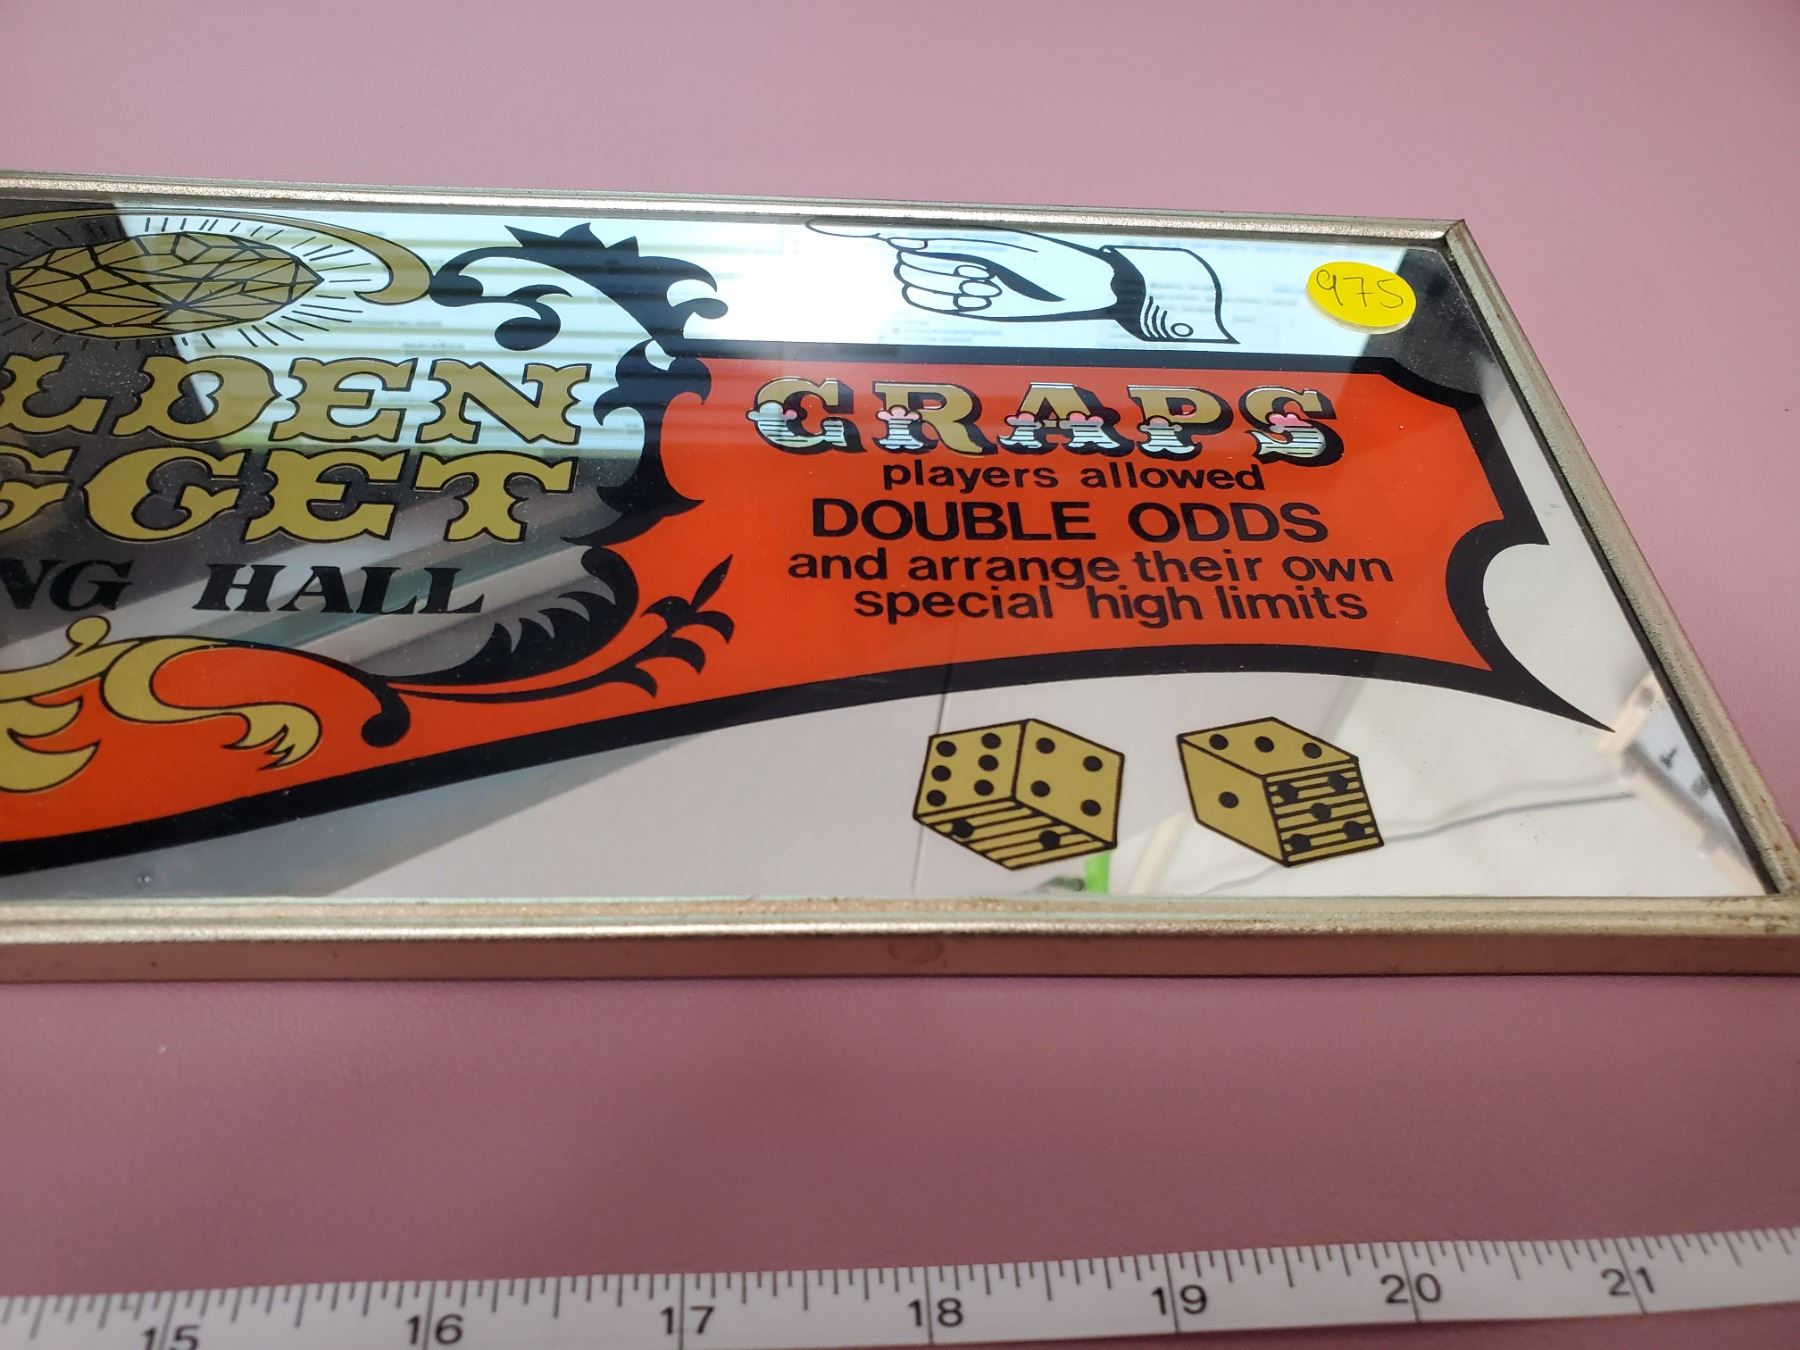 LDEN
GGET
NG HALL
975
CRAPS
players allowed
DOUBLE ODDS
and arrange their own
special high limits
15 16 17 18 19 20 21